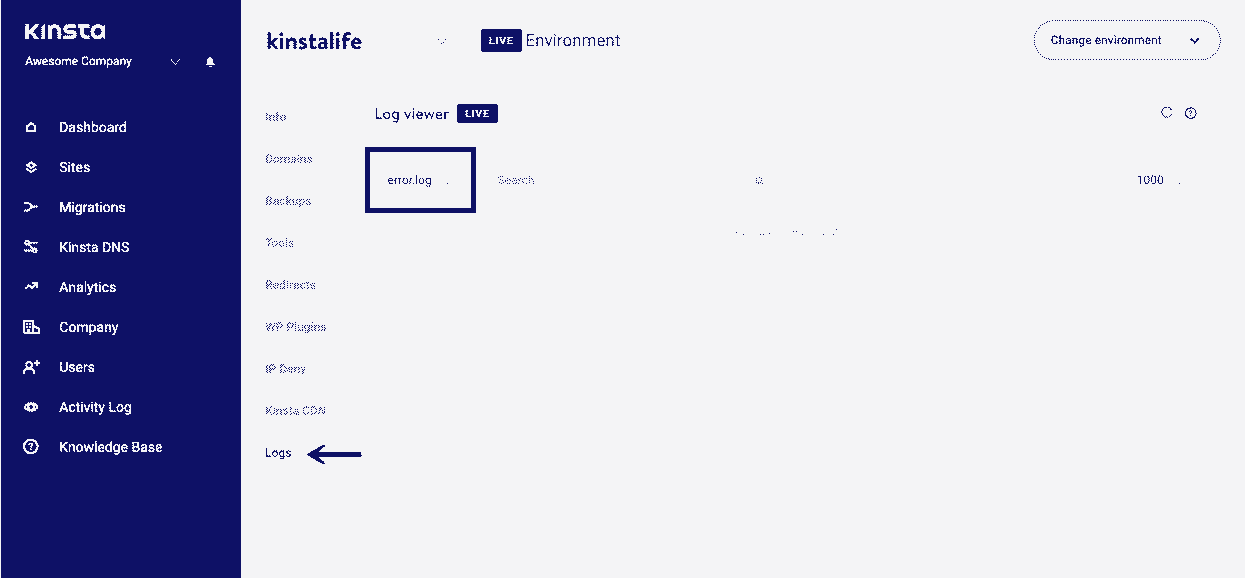 Kinsta
Awesome Company
Dashboard
Sites
Migrations
Kinsta DNS
Analytics
Company
Users
Activity Log
Knowledge Base
kinstalife
LIVE Environment
Change environment
Info
Domains
Backups
Tools
Redirects
WP Plugins
IP Deny
Kinsta CDN
Logs
Log viewer LIVE
error.log
Search
1000